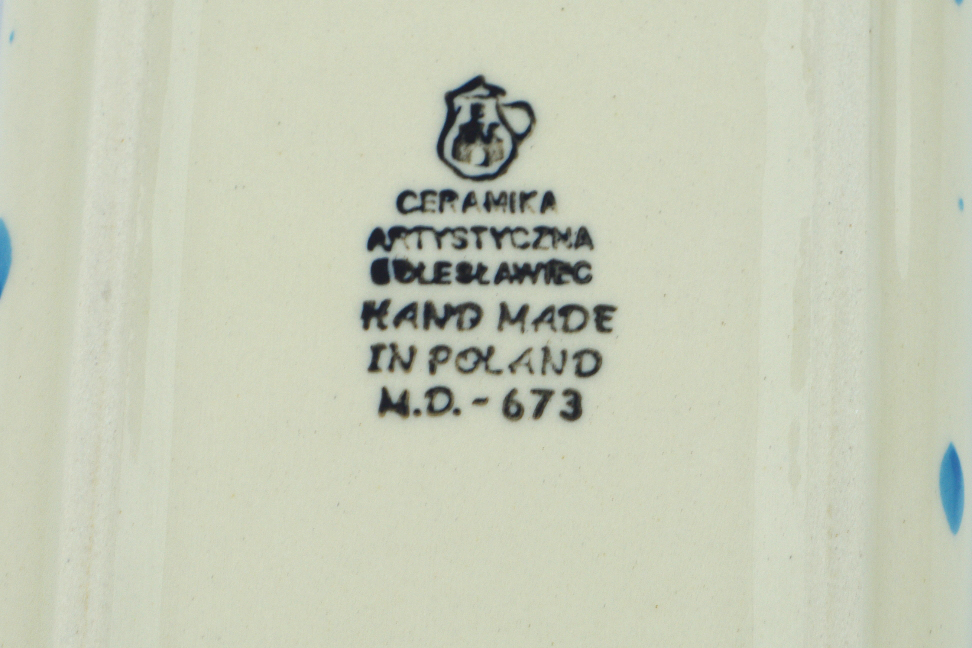 CERAMIKA
ARTYSTYCZNA
BOLESŁAWIEC
HAND MADE
IN POLAND
M.D. - 673